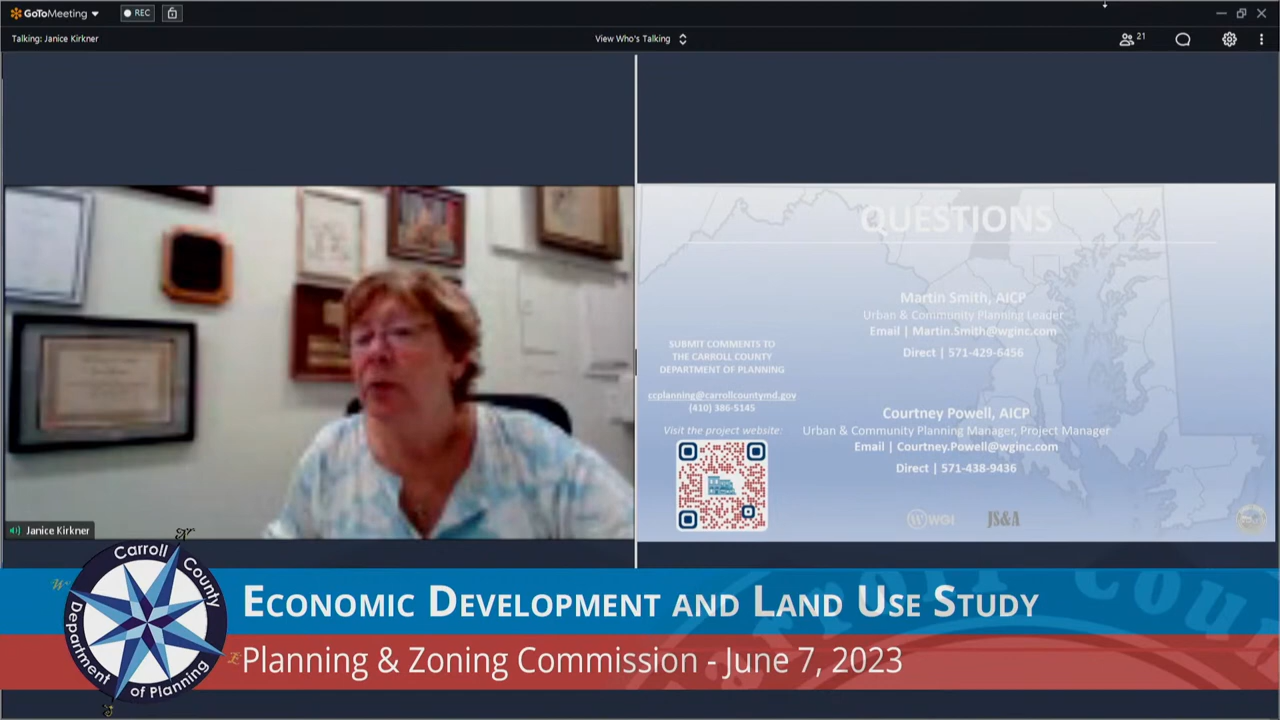 GoToMeeting
REC
Talking: Janice Kirkner
View Who's Talking
21
QUESTIONS
Martin Smith, AICP
Urban & Community Planning Leader
Email | Martin.Smith@wginc.com
Direct | 571-429-6456
SUBMIT COMMENTS TO
THE CARROLL COUNTY
DEPARTMENT OF PLANNING
ccplanning@carrollcountymd.gov
(410) 386-5145
Visit the project website:
Courtney Powell, AICP
Urban & Community Planning Manager, Project Manager
Email | Courtney.Powell@wginc.com
Direct | 571-438-9436
WGI
JS&A
Janice Kirkner
Carroll County
Department of Planning
Economic Development and Land Use Study
Planning & Zoning Commission - June 7, 2023